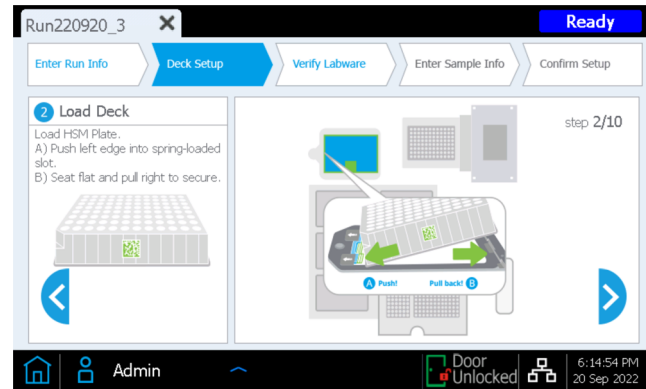 Run220920_3
Ready
Enter Run Info
Deck Setup
Verify Labware
Enter Sample Info
Confirm Setup
2 Load Deck
Load HSM Plate.
A) Push left edge into spring-loaded
slot.
B) Seat flat and pull right to secure.
step 2/10
A Push!
Pull back! B
Admin
Door
Unlocked
6:14:54 PM
20 Sep 2022